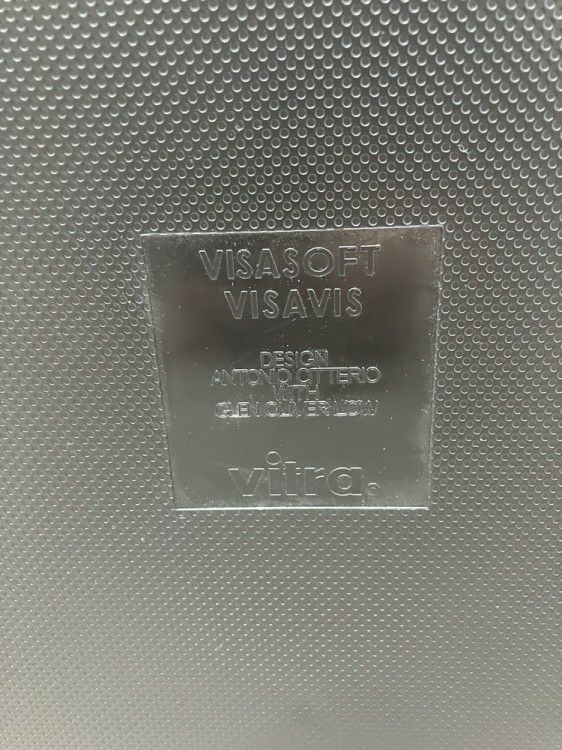 VISASOFT
VISAVIS
DESIGN
ANTONIO CITTERIO
WITH
GLEN OLIVER LÖW
vitra.